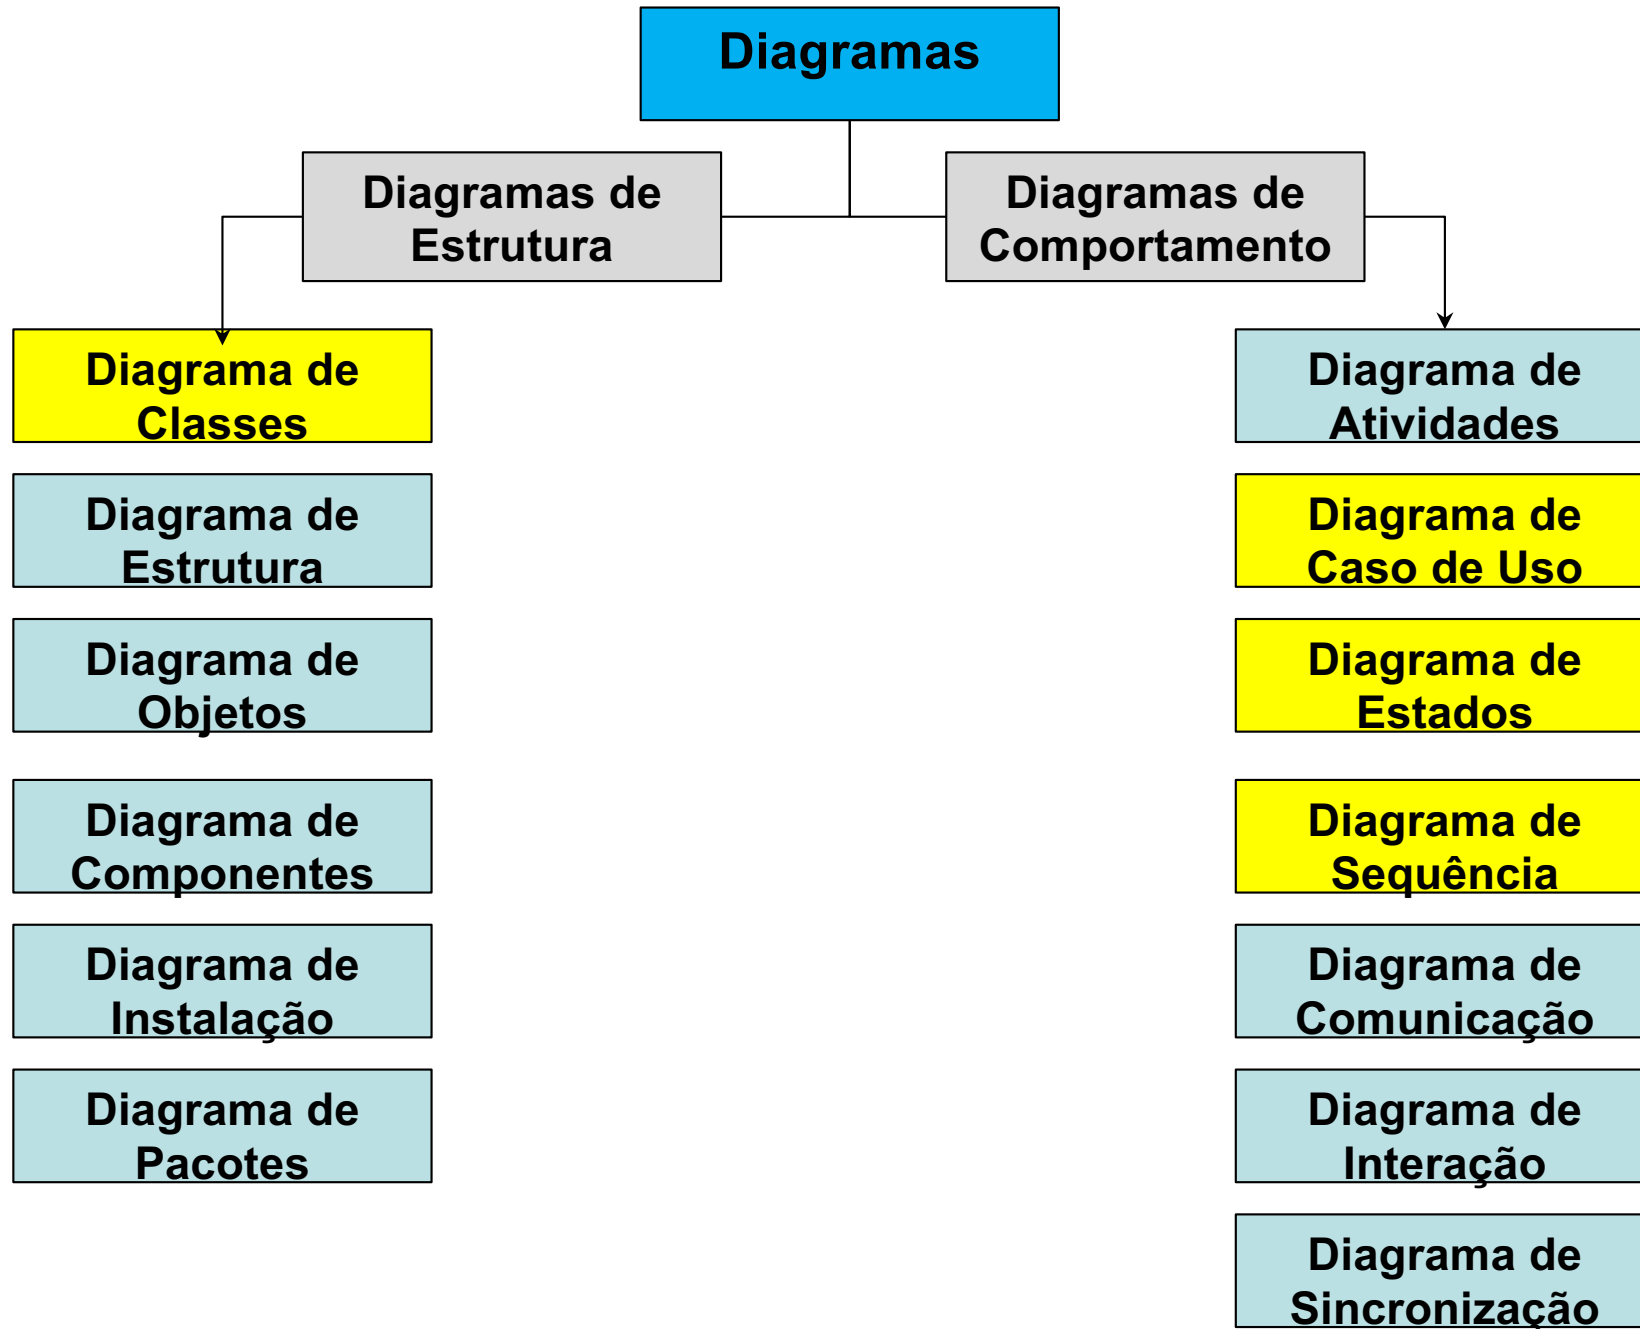 Diagramas
Diagramas de
Estrutura
Diagramas de
Comportamento
Diagrama de
Classes
Diagrama de
Estrutura
Diagrama de
Objetos
Diagrama de
Componentes
Diagrama de
Instalação
Diagrama de
Pacotes
Diagrama de
Atividades
Diagrama de
Caso de Uso
Diagrama de
Estados
Diagrama de
Sequência
Diagrama de
Comunicação
Diagrama de
Interação
Diagrama de
Sincronização